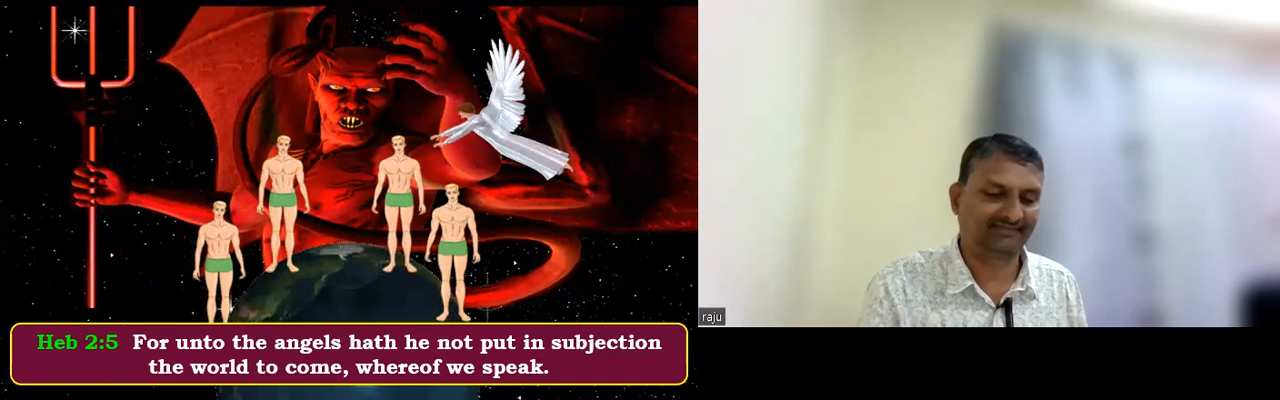 Heb 2:5 For unto the angels hath he not put in subjection
the world to come, whereof we speak.
raju